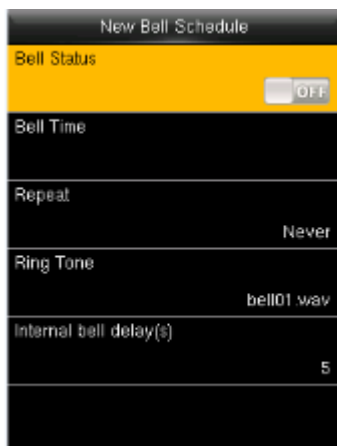 New Bell Schedule
Bell Status
OFF
Bell Time
Repeat
Never
Ring Tone
bell01.wav
Internal bell delay(s)
5